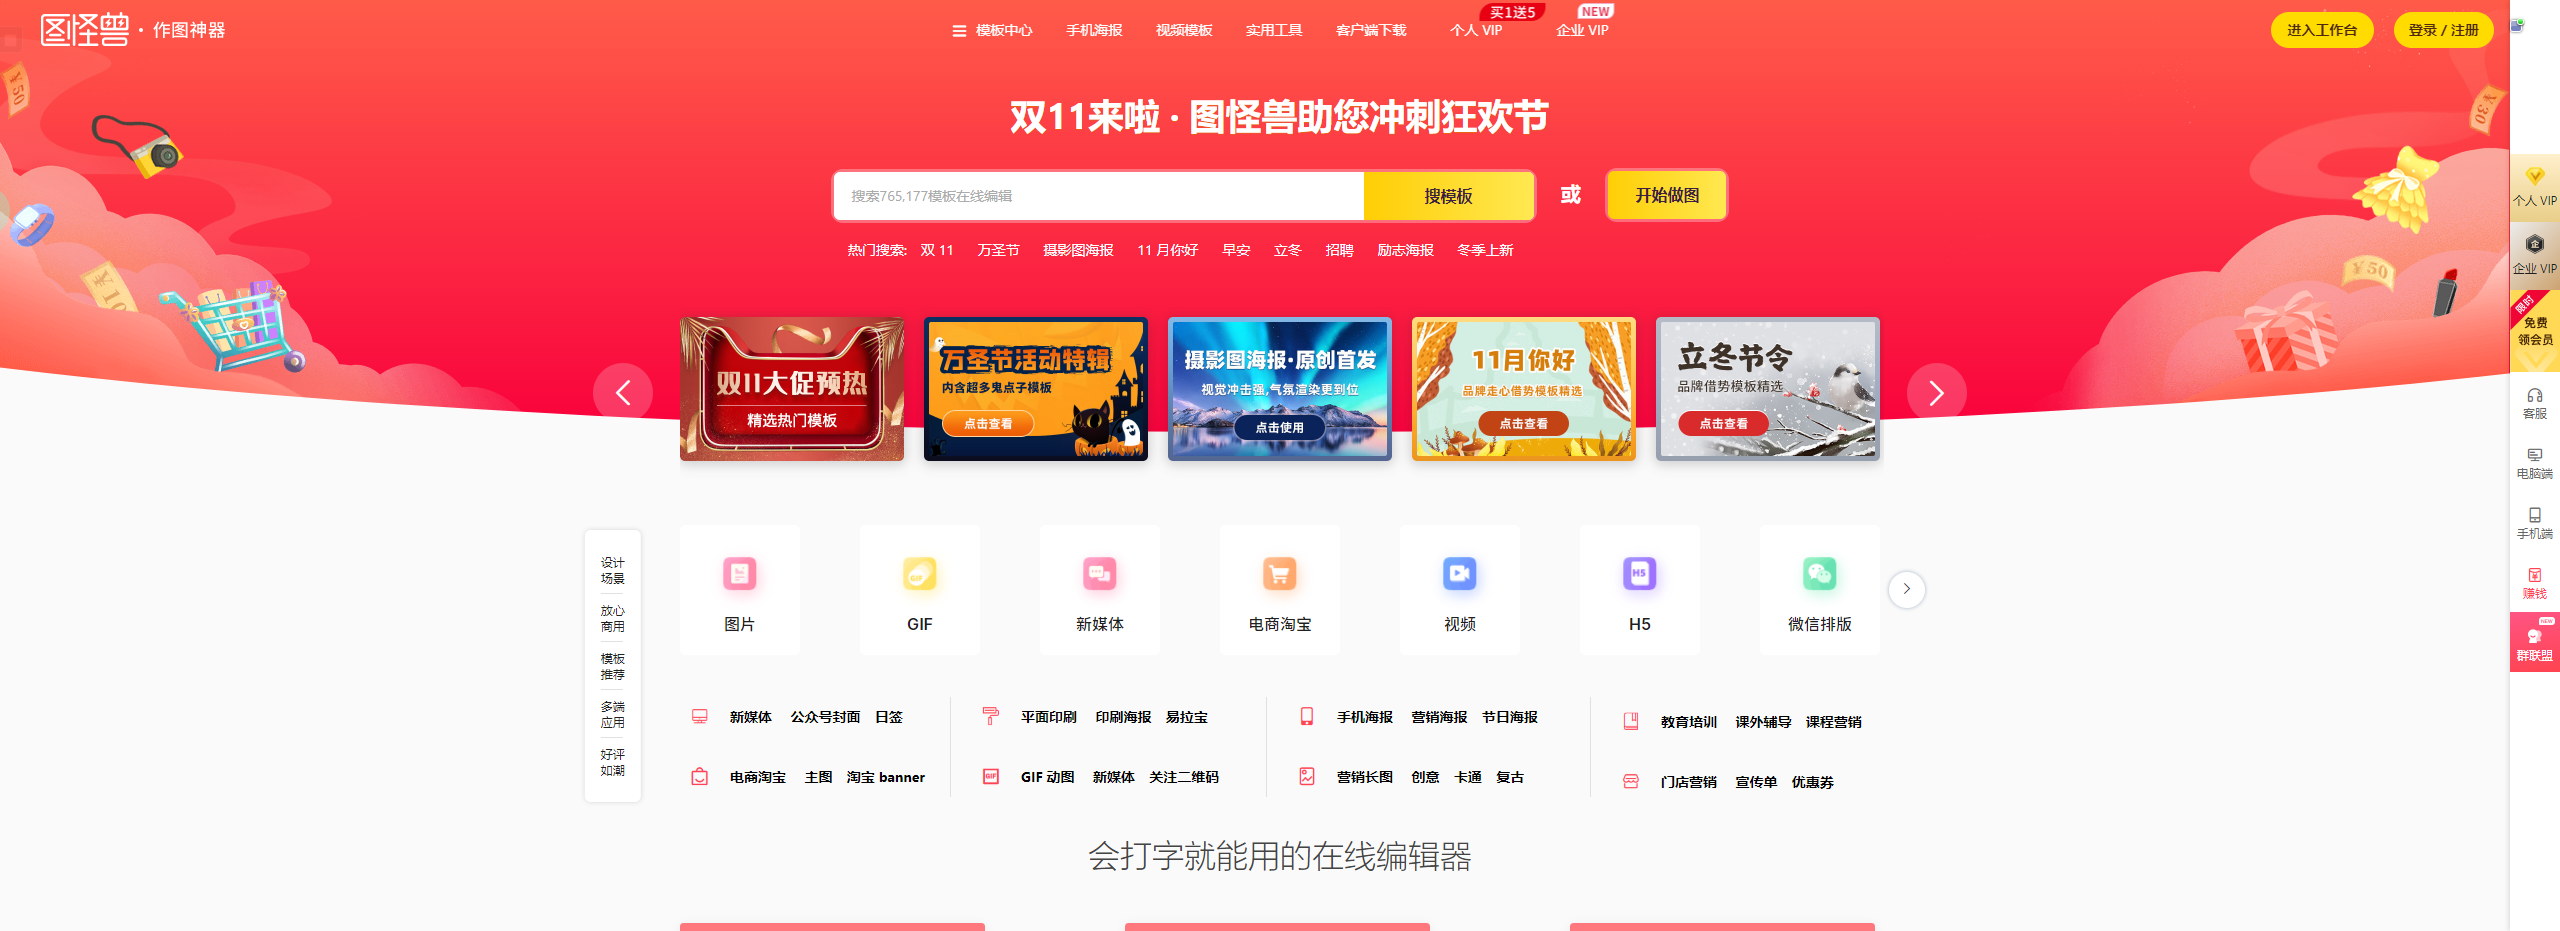 图怪兽 · 作图神器
模板中心 手机海报 视频模板 实用工具 客户端下载 个人 VIP 买1送5 企业 VIP NEW
进入工作台 登录 / 注册
双11来啦 · 图怪兽助您冲刺狂欢节
搜索765,177模板在线编辑 搜模板 或 开始做图
热门搜索: 双 11 万圣节 摄影图海报 11 月你好 早安 立冬 招聘 励志海报 冬季上新
¥50
¥10
¥30
¥50
双11大促预热
精选热门模板
万圣节活动特辑
内含超多鬼点子模板
点击查看
摄影图海报·原创首发
视觉冲击强,气氛渲染更到位
点击使用
11月你好
品牌走心借势模板精选
点击查看
立冬节令
品牌借势模板精选
点击查看
设计
场景
放心
商用
模板
推荐
多端
应用
好评
如潮
图片 GIF 新媒体 电商淘宝 视频 H5 微信排版
新媒体 公众号封面 日签
电商淘宝 主图 淘宝 banner
平面印刷 印刷海报 易拉宝
GIF 动图 新媒体 关注二维码
手机海报 营销海报 节日海报
营销长图 创意 卡通 复古
教育培训 课外辅导 课程营销
门店营销 宣传单 优惠券
会打字就能用的在线编辑器
个人 VIP
企业 VIP
限时
免费
领会员
客服
电脑端
手机端
赚钱
NEW
群联盟